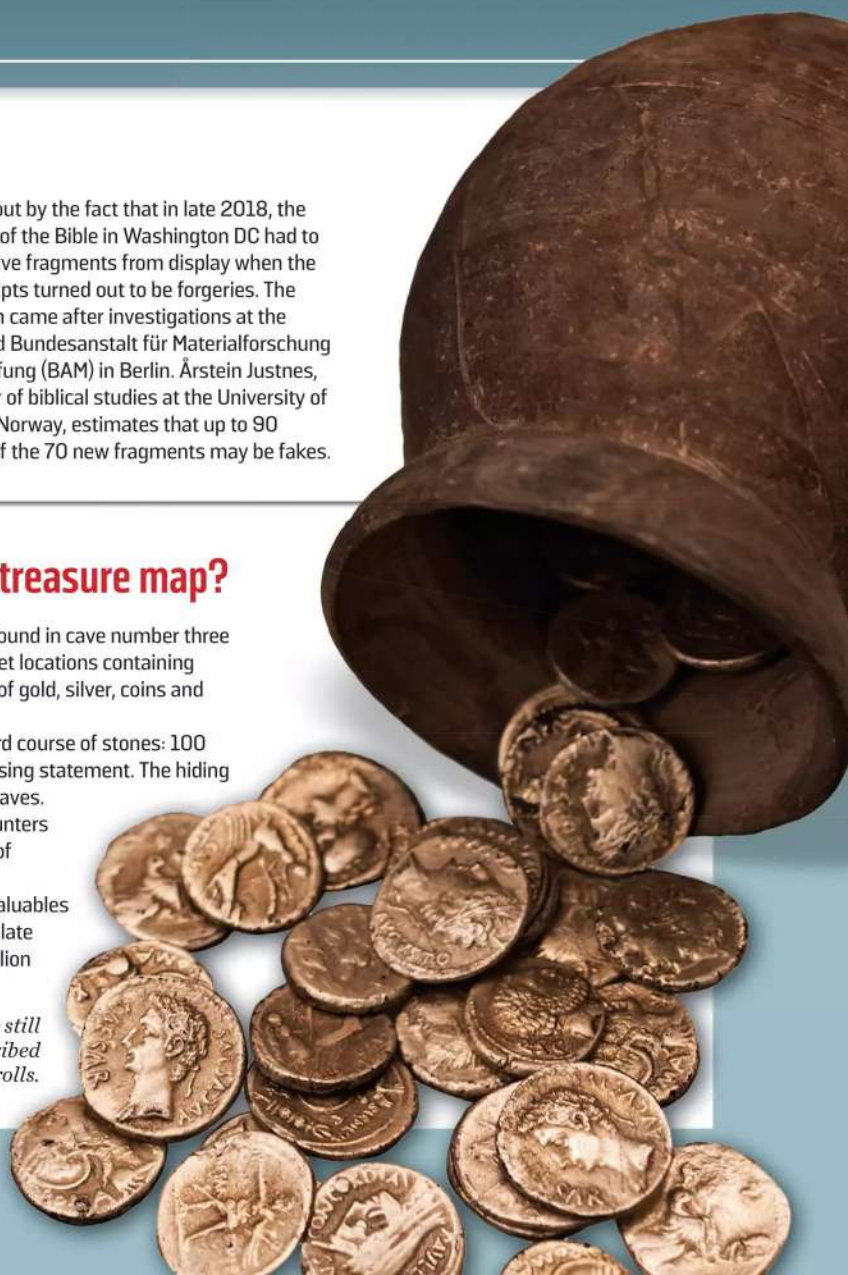 out by the fact that in late 2018, the
of the Bible in Washington DC had to
ve fragments from display when the
pts turned out to be forgeries. The
n came after investigations at the
d Bundesanstalt für Materialforschung
fung (BAM) in Berlin. Årstein Justnes,
r of biblical studies at the University of
Norway, estimates that up to 90
f the 70 new fragments may be fakes.
treasure map?
ound in cave number three
et locations containing
of gold, silver, coins and
rd course of stones: 100
sing statement. The hiding
aves.
unters
of
aluables
late
lion
still
ibed
rolls.
CAESAR
AVGVSTVS